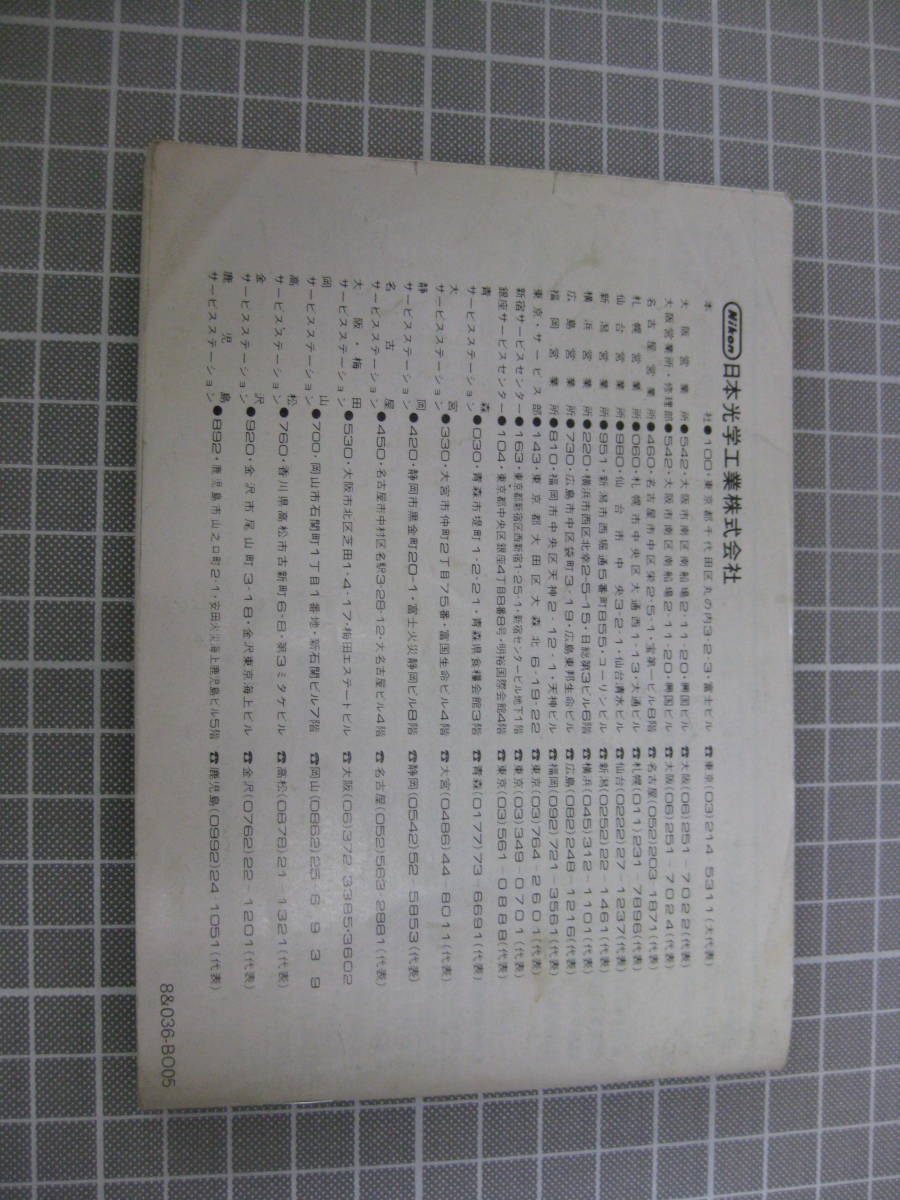 Nikon 日本光学工業株式会社
本社●100・東京都千代田区丸の内3・2・3・富士ビル ☎東京(03)214 5311(大代表)
大阪営業所●542・大阪市南区南船場2-11-20・興国ビル ☎大阪(06)251-7022(代表)
大阪営業所・修理部●542・大阪市南区南船場2-11-20・興国ビル ☎大阪(06)251-7024(代表)
名古屋営業所●460・名古屋市中区栄2・5・1・宝第一ビル8階 ☎名古屋(052)203 1871(代表)
札幌営業所●060・札幌市中央区大通西1-13・大通ビル ☎札幌(011)231-7896(代表)
仙台営業所●980・仙台市中央3・2・1・仙台清水ビル ☎仙台(0222)27-1237(代表)
新潟営業所●951・新潟市西堀通5番町855・コーリンビル ☎新潟(0252)22-1461(代表)
横浜営業所●220・横浜市西区北幸2-5-15・日総第3ビル6階 ☎横浜(045)312-1101(代表)
広島営業所●730・広島市中区袋町3-19・広島東邦生命ビル ☎広島(082)248-1216(代表)
福岡営業所●810・福岡市中央区天神2・12・1・天神ビル ☎福岡(092)721-3561(代表)
東京・サービス部●143・東京都大田区大森北6-19-22 ☎東京(03)764-2601(代表)
新宿サービスセンター●163・東京都新宿区西新宿1・25・1・新宿センタービル地下1階 ☎東京(03)349-0701(代表)
銀座サービスセンター●104・東京都中央区銀座4丁目8番8号・明裕国際会館4階 ☎東京(03)561-0888(代表)
青森サービスステーション●030・青森市堤町1・2・21・青森県食糧会館3階 ☎青森(0177)73-6691(代表)
大宮サービスステーション●330・大宮市仲町2丁目75番・富国生命ビル4階 ☎大宮(0486)44-8011(代表)
静岡サービスステーション●420・静岡市黒金町20-1・富士火災静岡ビル8階 ☎静岡(0542)52-5853(代表)
名古屋サービスステーション●450・名古屋市中村区名駅3-28-12・大名古屋ビル4階 ☎名古屋(052)563 2881(代表)
大阪・梅田サービスステーション●530・大阪市北区芝田1・4・17・梅田エステートビル ☎大阪(06)372 3385・3602
岡山サービスステーション●700・岡山市石関町1丁目1番地・新石関ビル7階 ☎岡山(0862)25-6939
高松サービスステーション●760・香川県高松市古新町6・8・第3ミタケビル ☎高松(0878)21-1321(代表)
金沢サービスステーション●920・金沢市尾山町3-18・金沢東京海上ビル ☎金沢(0762)22-1201(代表)
鹿児島サービスステーション●892・鹿児島市山之口町2・1・安田火災海上鹿児島ビル5階 ☎鹿児島(0992)24 1051(代表)
8&036-BO05